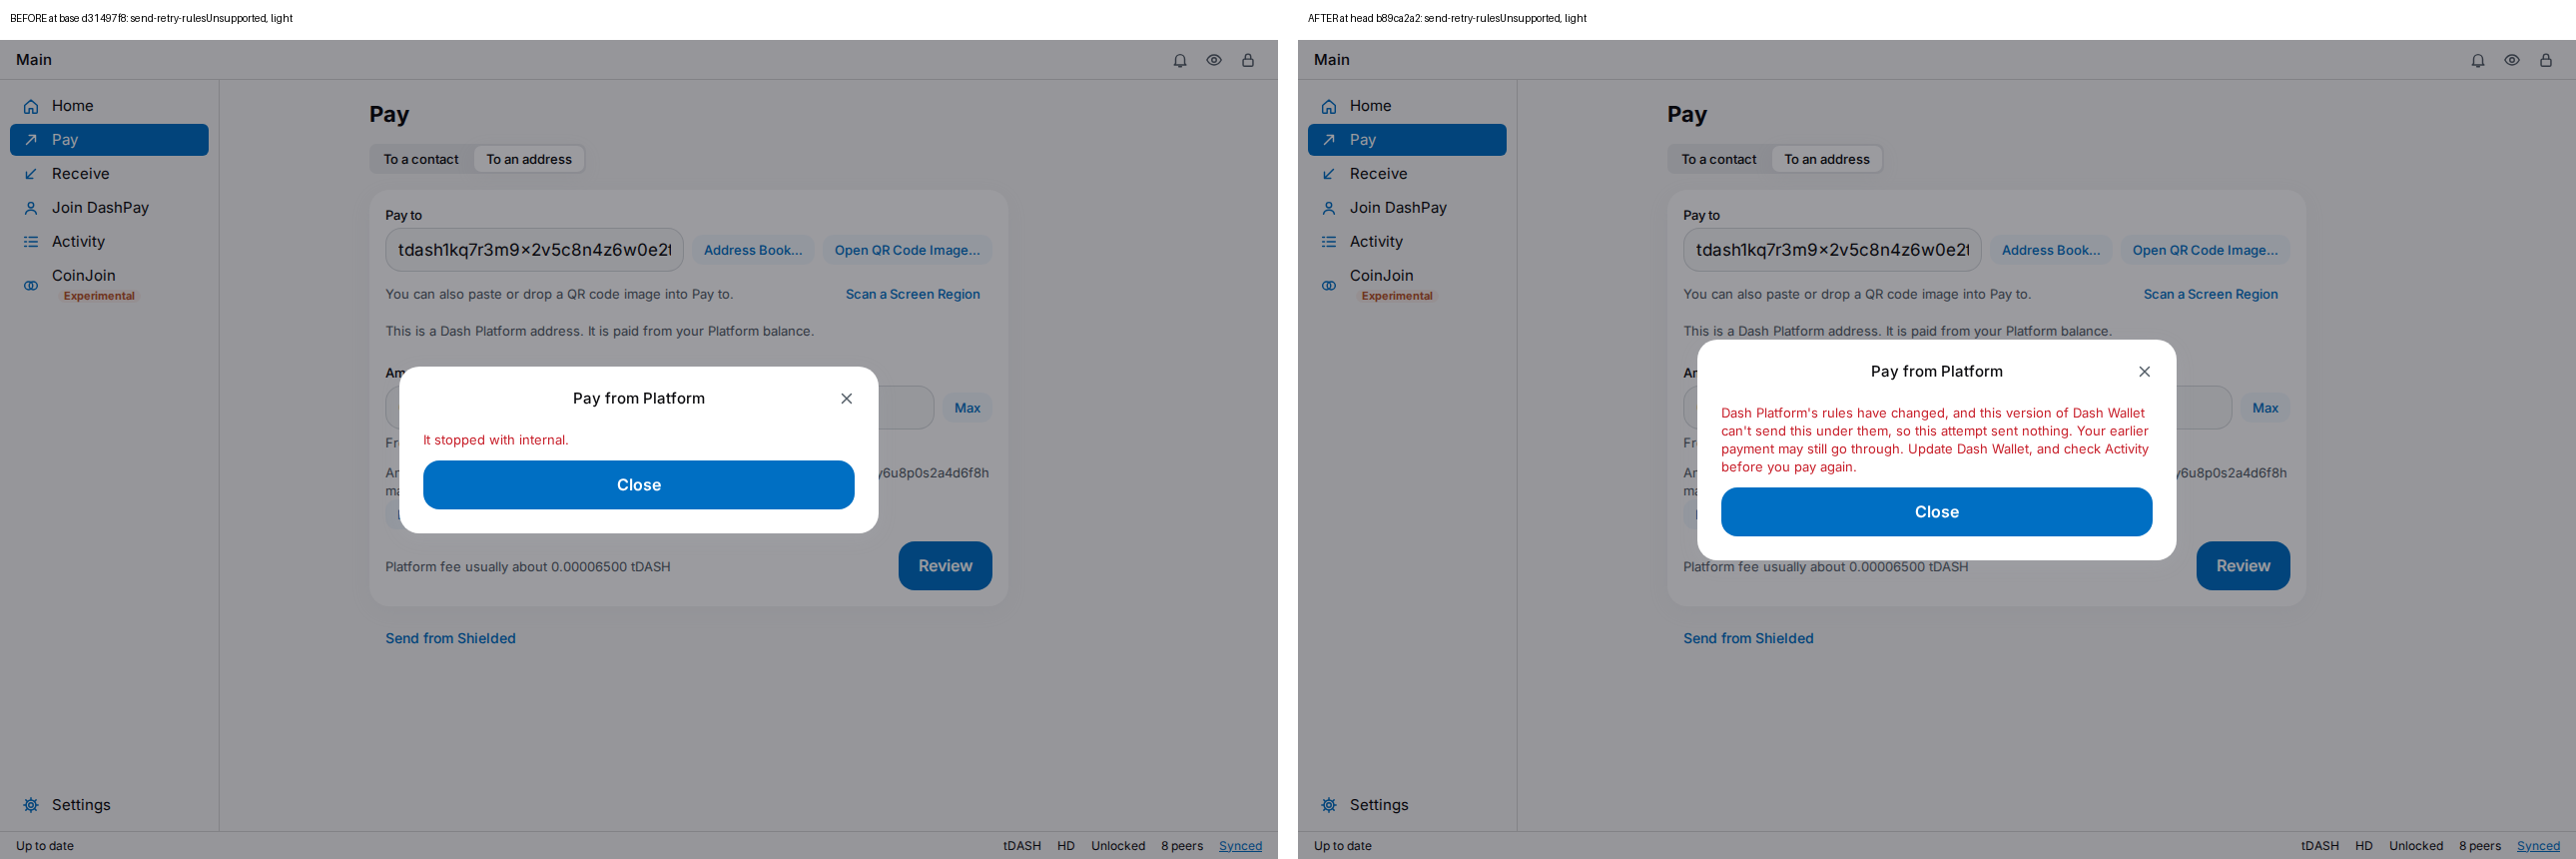 BEFORE at base d31497f8: send-retry-rulesUnsupported, light
Main
Home
Pay
Receive
Join DashPay
Activity
CoinJoin
Experimental
Settings
Pay
To a contact
To an address
Pay to
tdash1kq7r3m9×2v5c8n4z6w0e2
Address Book...
Open QR Code Image...
You can also paste or drop a QR code image into Pay to.
Scan a Screen Region
This is a Dash Platform address. It is paid from your Platform balance.
Max
y6u8p0s2a4d6f8h
Pay from Platform
It stopped with internal.
Close
Platform fee usually about 0.00006500 tDASH
Review
Send from Shielded
Up to date
tDASH HD Unlocked 8 peers Synced
AFTER at head b89ca2a2: send-retry-rulesUnsupported, light
Main
Home
Pay
Receive
Join DashPay
Activity
CoinJoin
Experimental
Settings
Pay
To a contact
To an address
Pay to
tdash1kq7r3m9×2v5c8n4z6w0e2
Address Book...
Open QR Code Image...
You can also paste or drop a QR code image into Pay to.
Scan a Screen Region
This is a Dash Platform address. It is paid from your Platform balance.
Max
y6u8p0s2a4d6f8h
Pay from Platform
Dash Platform's rules have changed, and this version of Dash Wallet
can't send this under them, so this attempt sent nothing. Your earlier
payment may still go through. Update Dash Wallet, and check Activity
before you pay again.
Close
Platform fee usually about 0.00006500 tDASH
Review
Send from Shielded
Up to date
tDASH HD Unlocked 8 peers Synced